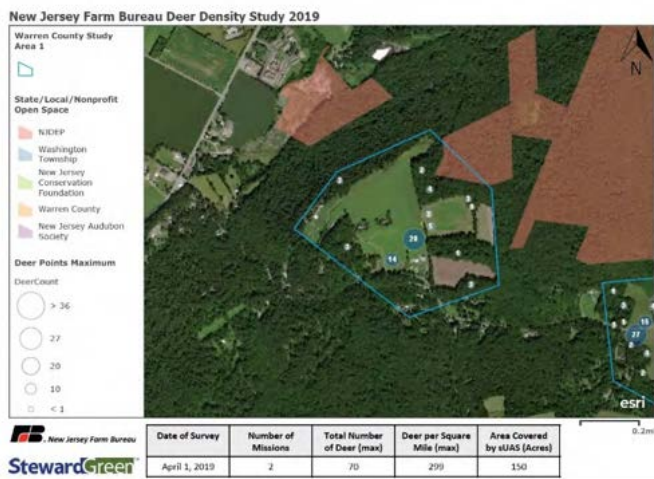 New Jersey Farm Bureau Deer Density Study 2019
Warren County Study
Area 1
State/Local/Nonprofit
Open Space
NJDEP
Washington
Township
New Jersey
Conservation
Foundation
Warren County
New Jersey Audubon
Society
Deer Points Maximum
DeerCount
> 36
27
20
10
< 1
N
28
14
15
27
esri
0.2mi
New Jersey Farm Bureau
StewardGreen
Date of Survey
Number of
Missions
Total Number
of Deer (max)
Deer per Square
Mile (max)
Area Covered
by sUAS (Acres)
April 1, 2019
2
70
299
150